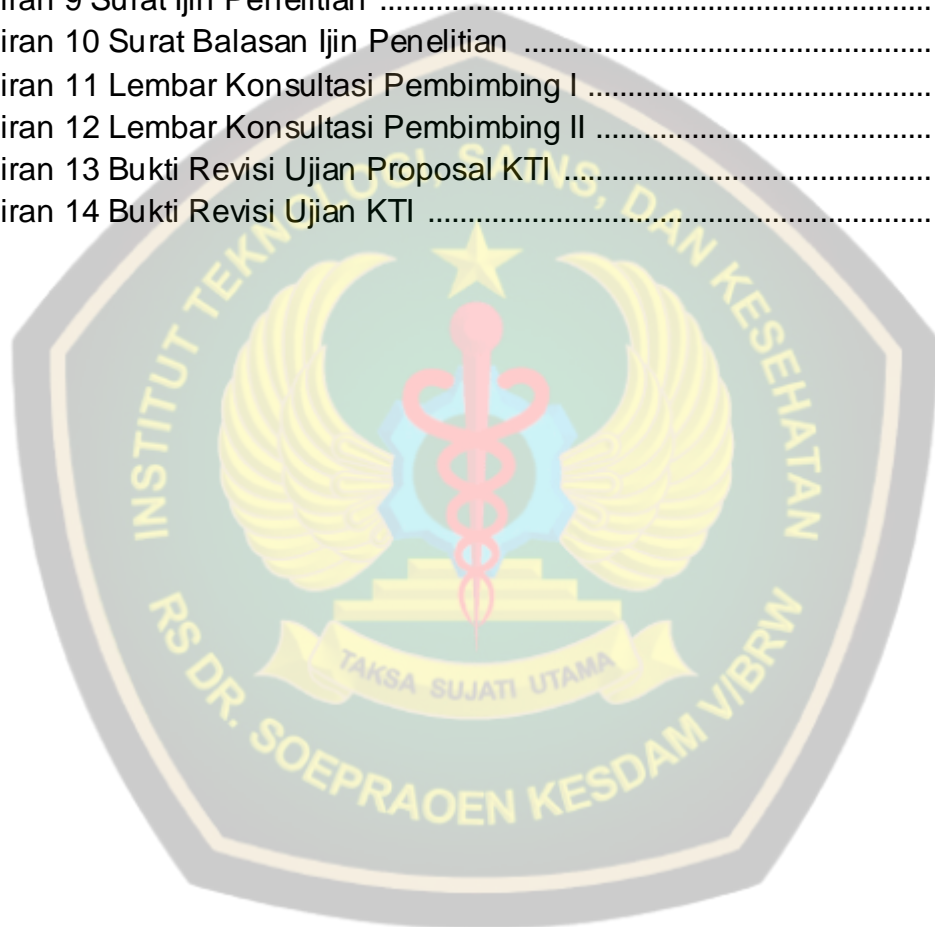 iran 9 Surat Ijin Penelitian ........................................................................
iran 10 Surat Balasan Ijin Penelitian ....................................................
iran 11 Lembar Konsultasi Pembimbing I ............................................
iran 12 Lembar Konsultasi Pembimbing II ...........................................
iran 13 Bukti Revisi Ujian Proposal KTI ...............................................
iran 14 Bukti Revisi Ujian KTI ................................................................
INSTITUT TEKNOLOGI, SAINS, DAN KESEHATAN
TAKSA SUJATI UTAMA
RS DR. SOEPRAOEN KESDAM V/BRW